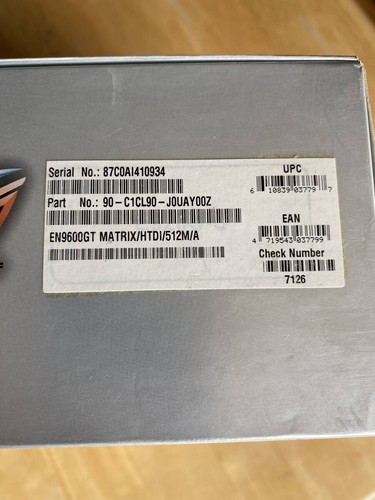 Serial No.: 87C0AI410934
Part No.: 90-C1CL90-J0UAY00Z
EN9600GT MATRIX/HTDI/512M/A
UPC
6 10839 03779 7
EAN
4 719543 037799
Check Number
7126